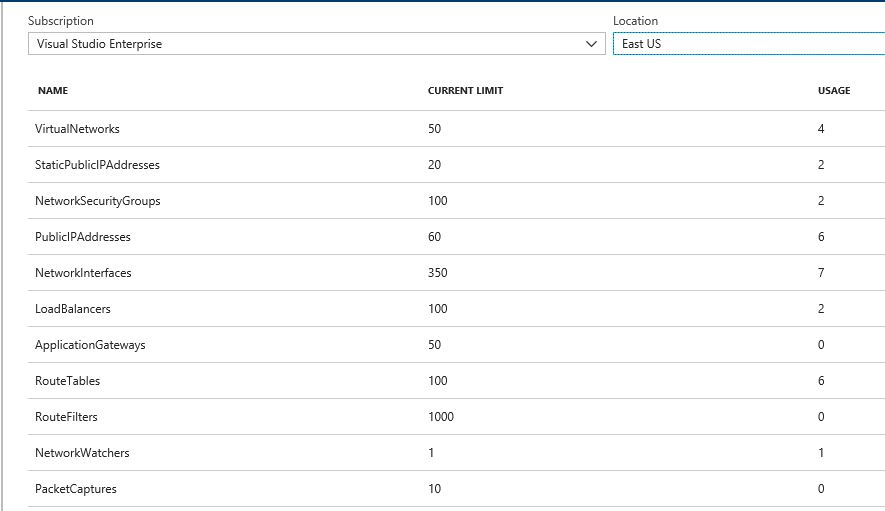 Subscription Location
Visual Studio Enterprise East US
NAME CURRENT LIMIT USAGE
VirtualNetworks 50 4
StaticPublicIPAddresses 20 2
NetworkSecurityGroups 100 2
PublicIPAddresses 60 6
NetworkInterfaces 350 7
LoadBalancers 100 2
ApplicationGateways 50 0
RouteTables 100 6
RouteFilters 1000 0
NetworkWatchers 1 1
PacketCaptures 10 0